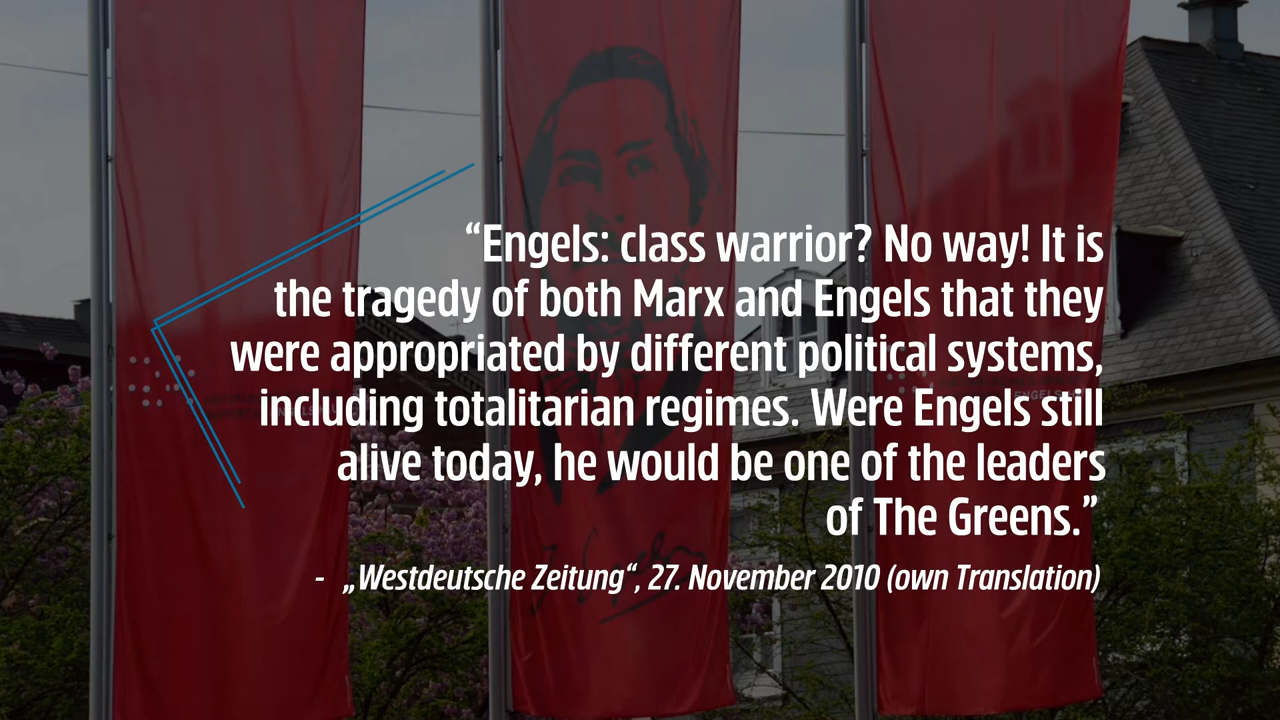 “Engels: class warrior? No way! It is
the tragedy of both Marx and Engels that they
were appropriated by different political systems,
including totalitarian regimes. Were Engels still
alive today, he would be one of the leaders
of The Greens.”
- „Westdeutsche Zeitung“, 27. November 2010 (own Translation)